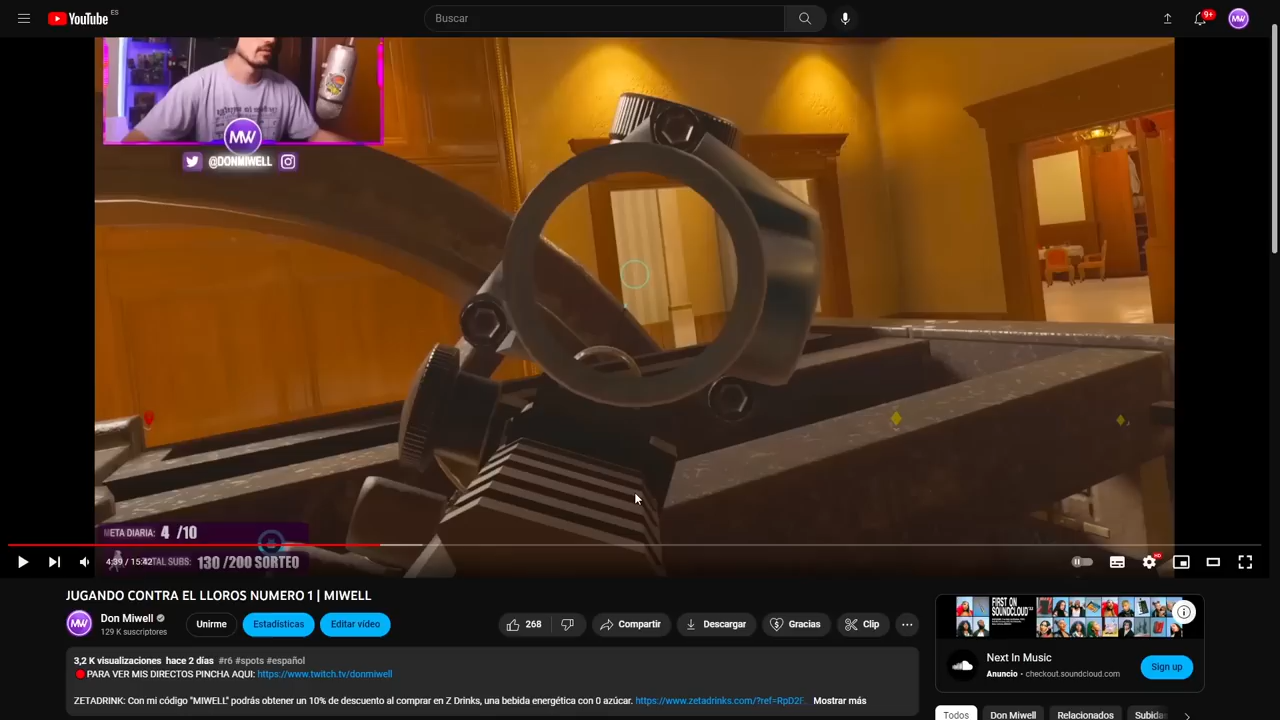 YouTube ES
Buscar
9+
MW
MW
@DONMIWELL
META DIARIA: 4 /10
TOTAL SUBS: 130 /200 SORTEO
4:39 / 15:42
HD
JUGANDO CONTRA EL LLOROS NUMERO 1 | MIWELL
MW
Don Miwell
129 K suscriptores
Unirme
Estadísticas
Editar vídeo
268
Compartir
Descargar
Gracias
Clip
3,2 K visualizaciones hace 2 días #r6 #spots #español
PARA VER MIS DIRECTOS PINCHA AQUI: https://www.twitch.tv/donmiwell
ZETADRINK: Con mi código "MIWELL" podrás obtener un 10% de descuento al comprar en Z Drinks, una bebida energética con 0 azúcar. https://www.zetadrinks.com/?ref=RpD2F... Mostrar más
FIRST ON
SOUNDCLOUD
Next In Music
Anuncio • checkout.soundcloud.com
Sign up
Todos
Don Miwell
Relacionados
Subida